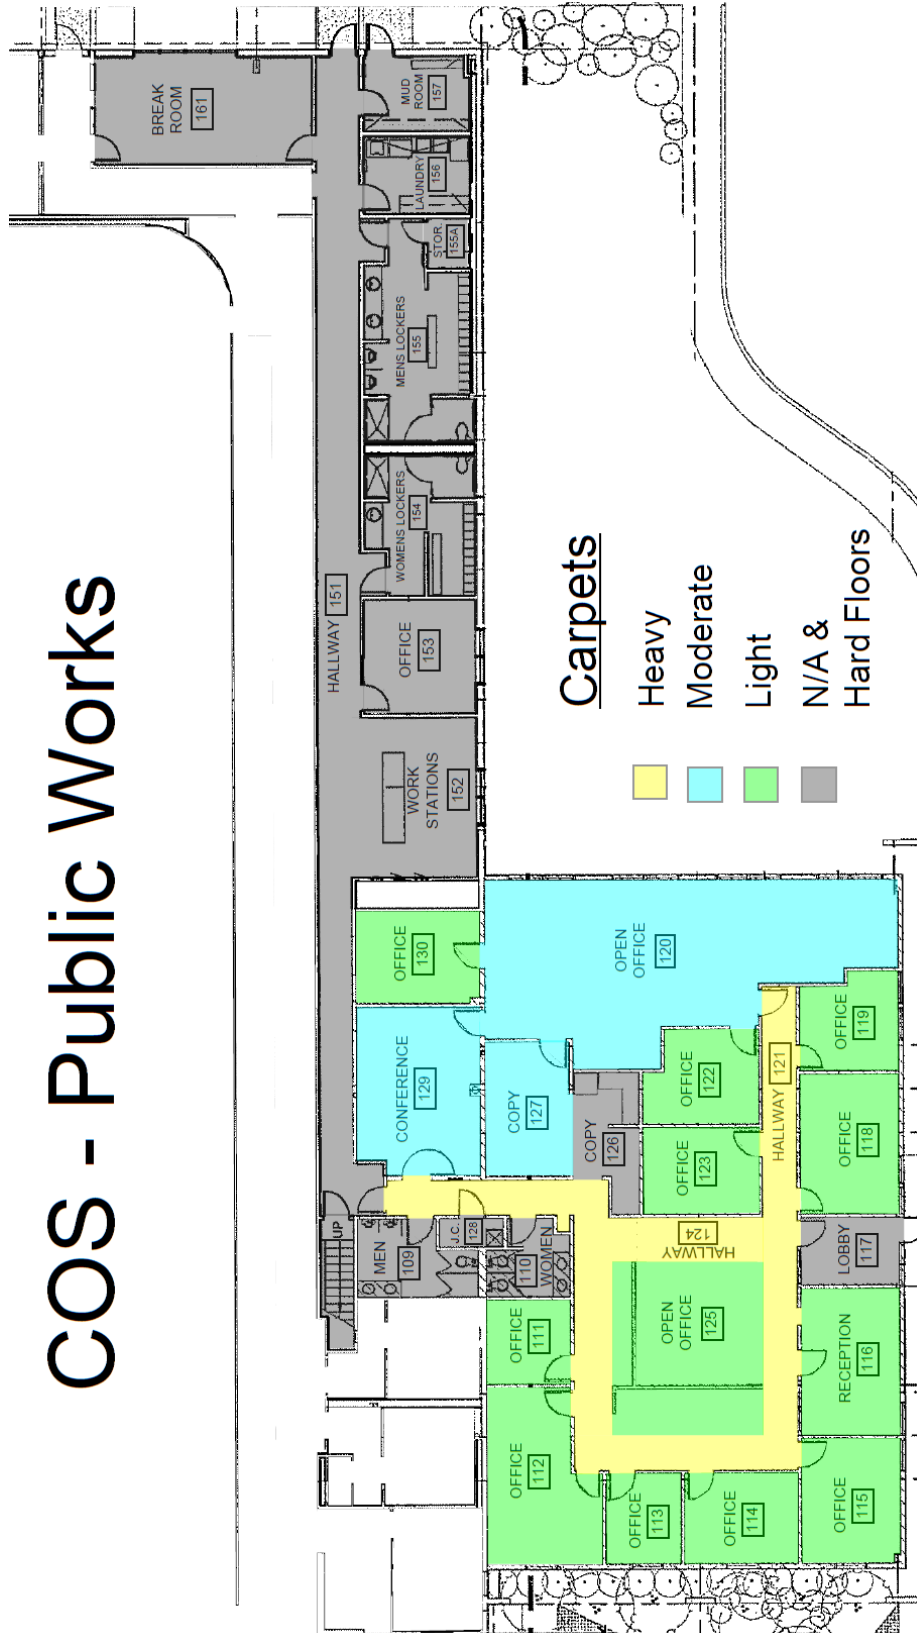 COS - Public Works
BREAK
ROOM
161
MUD
ROOM
157
LAUNDRY
156
STOR.
155A
MENS LOCKERS
155
WOMENS LOCKERS
154
HALLWAY 151
OFFICE
153
WORK
STATIONS
152
Carpets
Heavy
Moderate
Light
N/A &
Hard Floors
OFFICE
130
OPEN
OFFICE
120
CONFERENCE
129
COPY
127
COPY
126
OFFICE
122
OFFICE
123
HALLWAY 121
OFFICE
119
OFFICE
118
UP
MEN
109
J.C.
128
WOMEN
110
HALLWAY
124
LOBBY
117
OFFICE
111
OPEN
OFFICE
125
RECEPTION
116
OFFICE
112
OFFICE
113
OFFICE
114
OFFICE
115